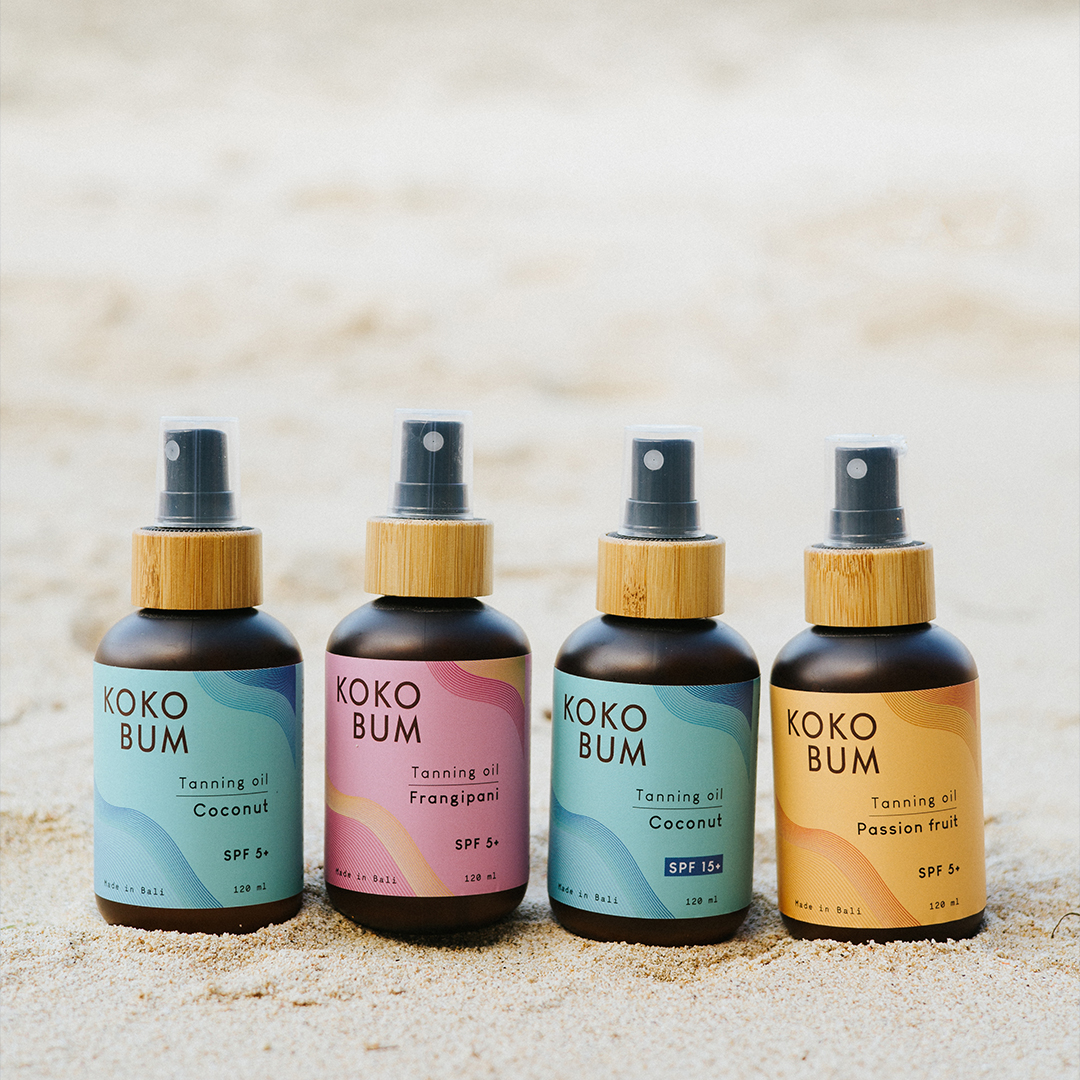 KOKO
BUM
Tanning oil
Coconut
SPF 5+
Made in Bali
120 ml
KOKO
BUM
Tanning oil
Frangipani
SPF 5+
Made in Bali
120 ml
KOKO
BUM
Tanning oil
Coconut
SPF 15+
Made in Bali
120 ml
KOKO
BUM
Tanning oil
Passion fruit
SPF 5+
Made in Bali
120 ml